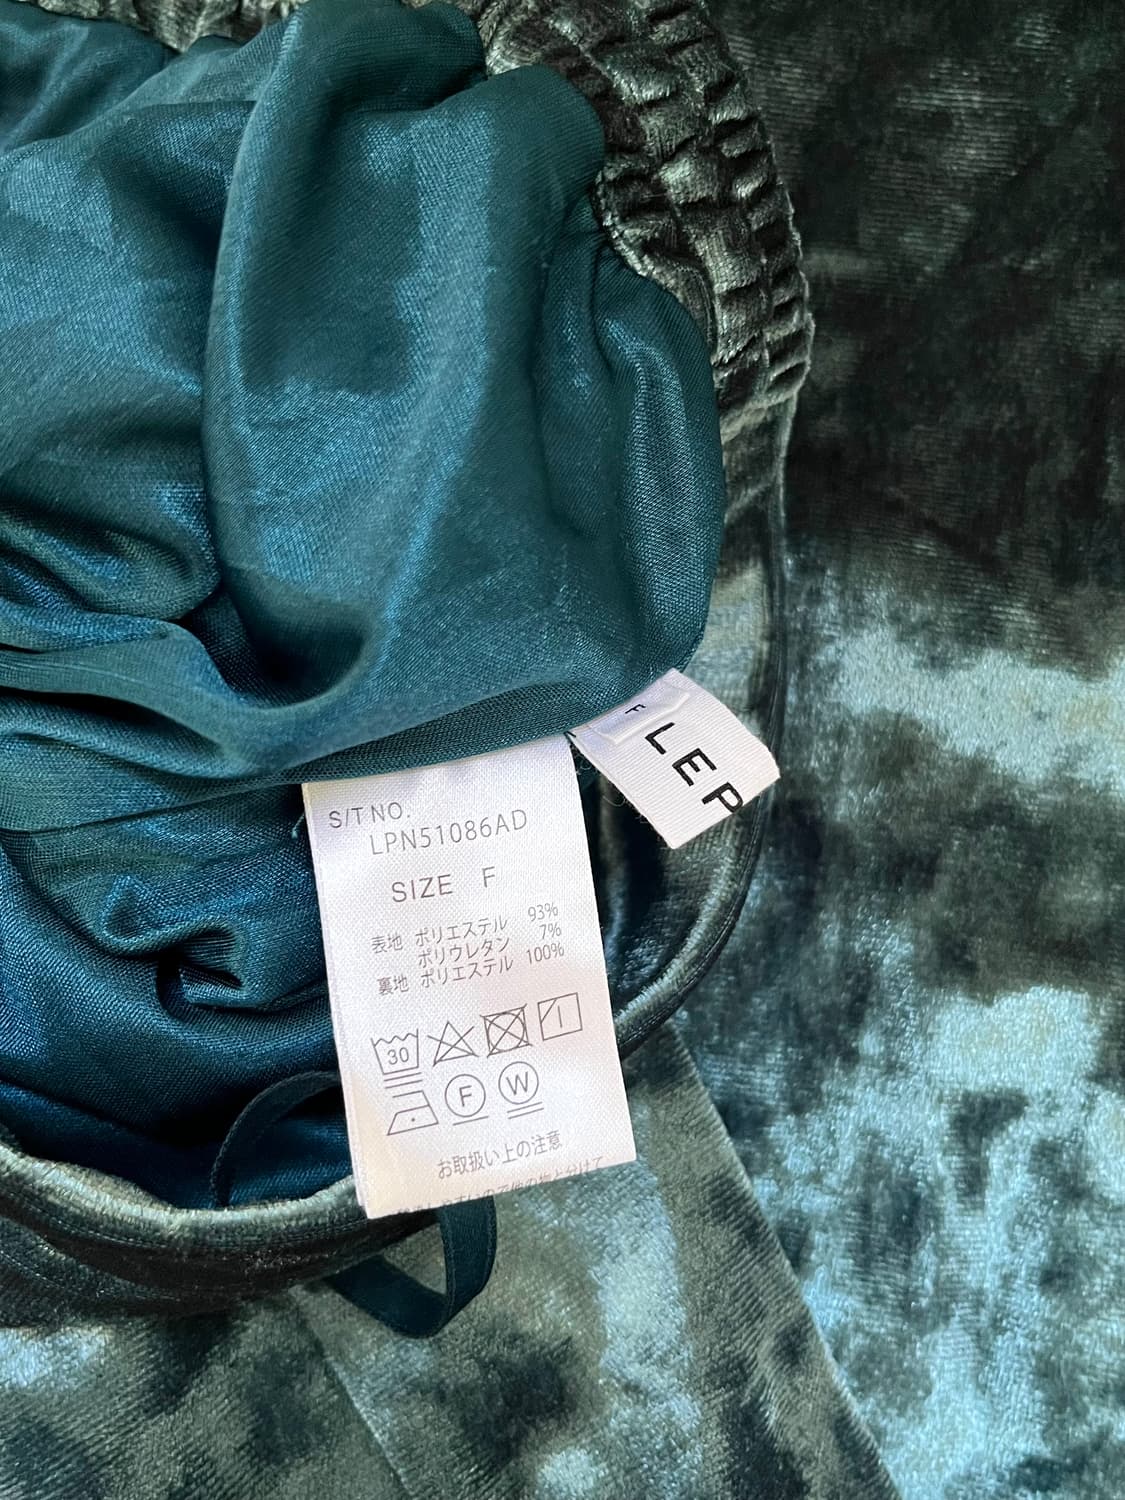 F
LEP
S/T NO.
LPN51086AD
SIZE F
表地 ポリエステル 93%
ポリウレタン 7%
裏地 ポリエステル 100%
30
F W
お取扱い上の注意